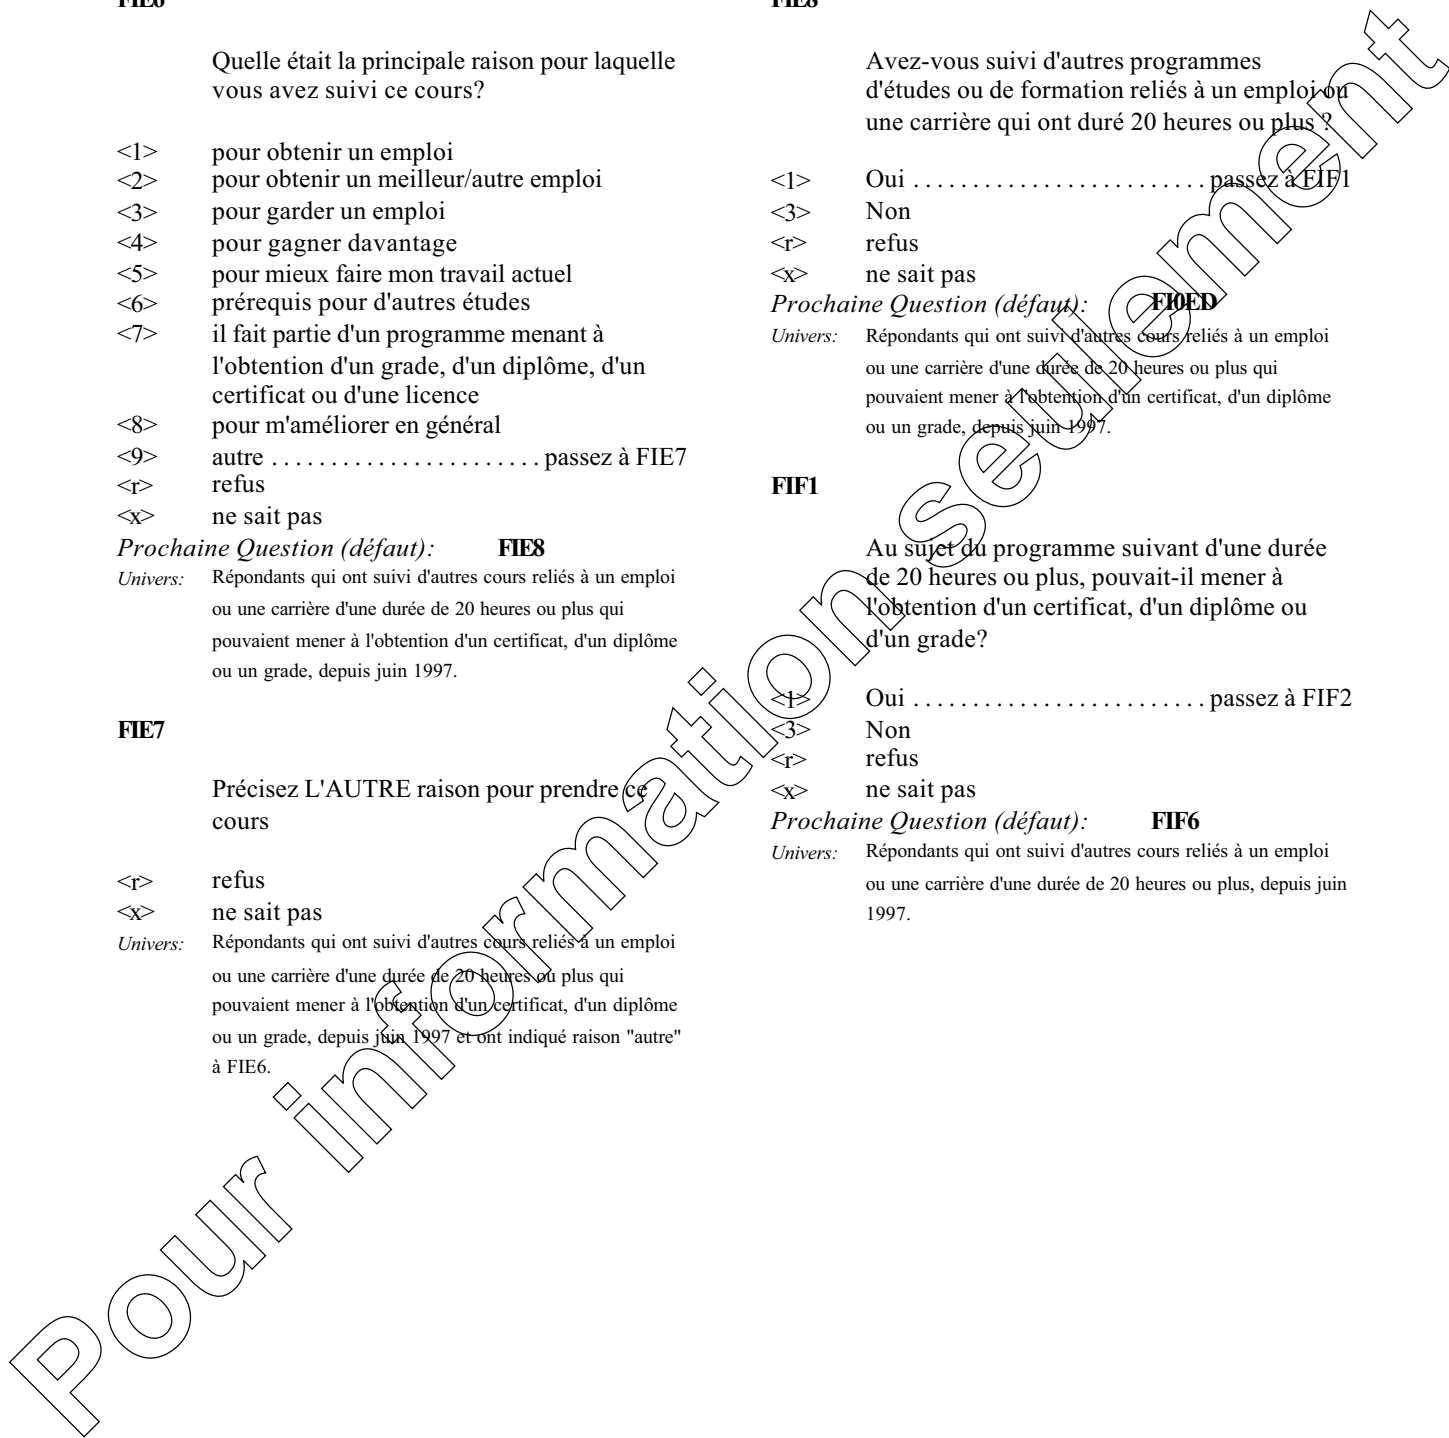 FIE6
Quelle était la principale raison pour laquelle
vous avez suivi ce cours?
<1> pour obtenir un emploi
<2> pour obtenir un meilleur/autre emploi
<3> pour garder un emploi
<4> pour gagner davantage
<5> pour mieux faire mon travail actuel
<6> prérequis pour d'autres études
<7> il fait partie d'un programme menant à
l'obtention d'un grade, d'un diplôme, d'un
certificat ou d'une licence
<8> pour m'améliorer en général
<9> autre . . . . . . . . . . . . . . . . . . . . . . . passez à FIE7
<r> refus
<x> ne sait pas
Prochaine Question (défaut): FIE8
Univers: Répondants qui ont suivi d'autres cours reliés à un emploi
ou une carrière d'une durée de 20 heures ou plus qui
pouvaient mener à l'obtention d'un certificat, d'un diplôme
ou un grade, depuis juin 1997.
FIE7
Précisez L'AUTRE raison pour prendre ce
cours
<r> refus
<x> ne sait pas
Univers: Répondants qui ont suivi d'autres cours reliés à un emploi
ou une carrière d'une durée de 20 heures ou plus qui
pouvaient mener à l'obtention d'un certificat, d'un diplôme
ou un grade, depuis juin 1997 et ont indiqué raison "autre"
à FIE6.
FIE8
Avez-vous suivi d'autres programmes
d'études ou de formation reliés à un emploi ou
une carrière qui ont duré 20 heures ou plus ?
<1> Oui . . . . . . . . . . . . . . . . . . . . . . . . . passez à FIF1
<3> Non
<r> refus
<x> ne sait pas
Prochaine Question (défaut): FI0ED
Univers: Répondants qui ont suivi d'autres cours reliés à un emploi
ou une carrière d'une durée de 20 heures ou plus qui
pouvaient mener à l'obtention d'un certificat, d'un diplôme
ou un grade, depuis juin 1997.
FIF1
Au sujet du programme suivant d'une durée
de 20 heures ou plus, pouvait-il mener à
l'obtention d'un certificat, d'un diplôme ou
d'un grade?
<1> Oui . . . . . . . . . . . . . . . . . . . . . . . . . passez à FIF2
<3> Non
<r> refus
<x> ne sait pas
Prochaine Question (défaut): FIF6
Univers: Répondants qui ont suivi d'autres cours reliés à un emploi
ou une carrière d'une durée de 20 heures ou plus, depuis juin
1997.
Pour information seulement